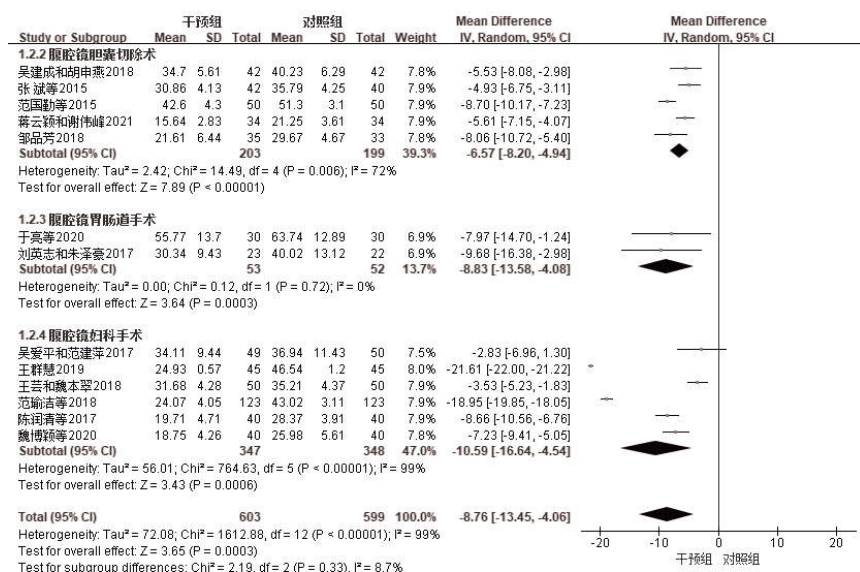 干预组 对照组 Mean Difference Mean Difference
Study or Subgroup Mean SD Total Mean SD Total Weight IV, Random, 95% CI IV, Random, 95% CI
1.2.2 腹腔镜胆囊切除术
吴建成和胡申燕2018 34.7 5.61 42 40.23 6.29 42 7.8% -5.53 [-8.08, -2.98]
张 斌等2015 30.86 4.13 42 35.79 4.25 40 7.9% -4.93 [-6.75, -3.11]
范国勤等2015 42.6 4.3 50 51.3 3.1 50 7.9% -8.70 [-10.17, -7.23]
蒋云颖和谢伟峰2021 15.64 2.83 34 21.25 3.61 34 7.9% -5.61 [-7.15, -4.07]
邹品芳2018 21.61 6.44 35 29.67 4.67 33 7.8% -8.06 [-10.72, -5.40]
Subtotal (95% CI) 203 199 39.3% -6.57 [-8.20, -4.94]
Heterogeneity: Tau² = 2.42; Chi² = 14.49, df = 4 (P = 0.006); I² = 72%
Test for overall effect: Z = 7.89 (P < 0.00001)
1.2.3 腹腔镜胃肠道手术
于亮等2020 55.77 13.7 30 63.74 12.89 30 6.9% -7.97 [-14.70, -1.24]
刘英志和朱泽豪2017 30.34 9.43 23 40.02 13.12 22 6.9% -9.68 [-16.38, -2.98]
Subtotal (95% CI) 53 52 13.7% -8.83 [-13.58, -4.08]
Heterogeneity: Tau² = 0.00; Chi² = 0.12, df = 1 (P = 0.72); I² = 0%
Test for overall effect: Z = 3.64 (P = 0.0003)
1.2.4 腹腔镜妇科手术
吴爱平和范建萍2017 34.11 9.44 49 36.94 11.43 50 7.5% -2.83 [-6.96, 1.30]
王群慧2019 24.93 0.57 45 46.54 1.2 45 8.0% -21.61 [-22.00, -21.22]
王芸和魏本翠2018 31.68 4.28 50 35.21 4.37 50 7.9% -3.53 [-5.23, -1.83]
范瑜洁等2018 24.07 4.05 123 43.02 3.11 123 8.0% -18.95 [-19.85, -18.05]
陈润清等2017 19.71 4.71 40 28.37 3.91 40 7.9% -8.66 [-10.56, -6.76]
魏博颖等2020 18.75 4.26 40 25.98 5.61 40 7.9% -7.23 [-9.41, -5.05]
Subtotal (95% CI) 347 348 47.0% -10.59 [-16.64, -4.54]
Heterogeneity: Tau² = 56.01; Chi² = 764.63, df = 5 (P < 0.00001); I² = 99%
Test for overall effect: Z = 3.43 (P = 0.0006)
Total (95% CI) 603 599 100.0% -8.76 [-13.45, -4.06]
Heterogeneity: Tau² = 72.08; Chi² = 1612.88, df = 12 (P < 0.00001); I² = 99%
Test for overall effect: Z = 3.65 (P = 0.0003)
Test for subgroup differences: Chi² = 2.19, df = 2 (P = 0.33), I² = 8.7%
-20 -10 0 10 20
干预组 对照组